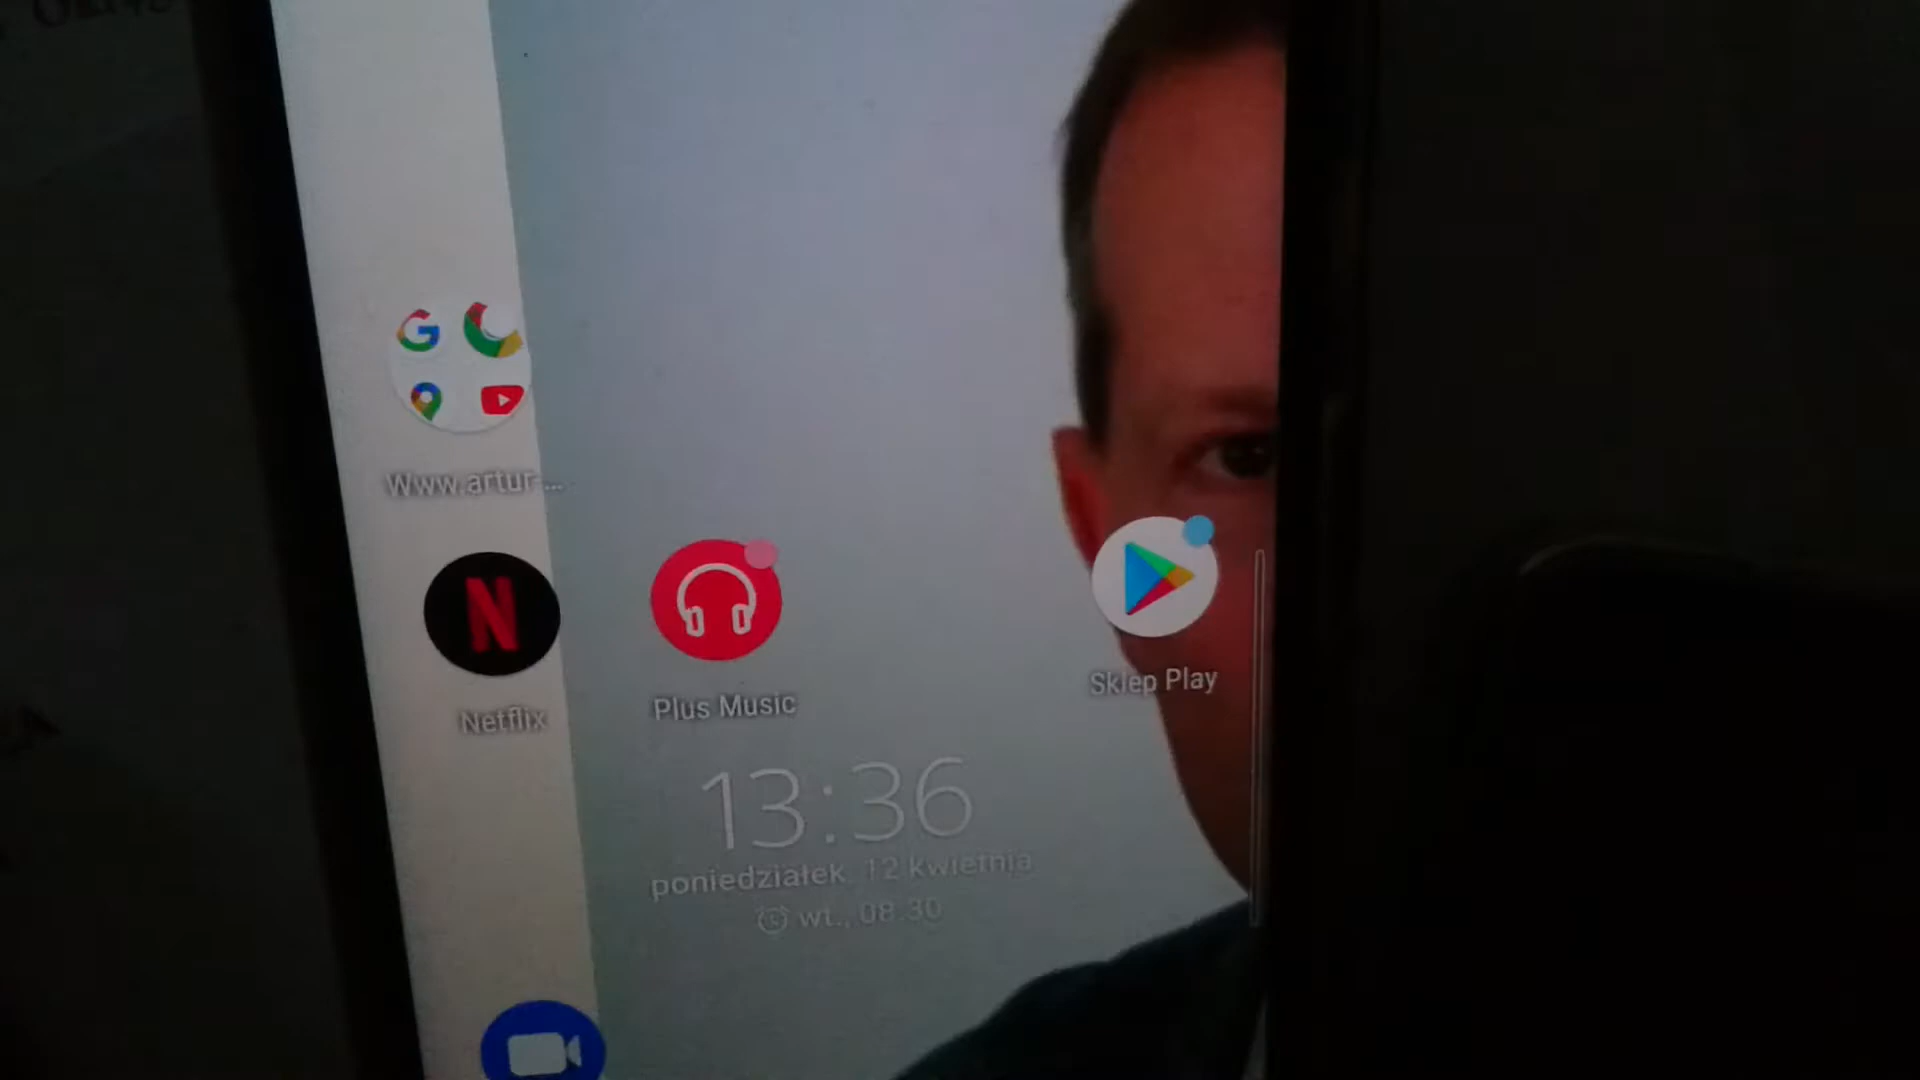 Www.artur-...
Netflix
Plus Music
Sklep Play
13:36
poniedziałek, 12 kwietnia
wt., 08:30